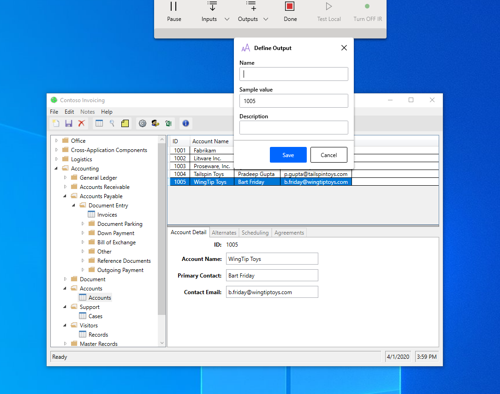 Pause
Inputs
Outputs
Done
Test Local
Turn OFF
AA Define Output
Name
Sample value
1005
Description
Save
Cancel
Contoso Invoicing
File Edit Notes Help
Office
Cross-Application Components
Logistics
Accounting
General Ledger
Accounts Receivable
Accounts Payable
Document Entry
Invoices
Document Parking
Down Payment
Bill of Exchange
Other
Reference Documents
Outgoing Payment
Document
Accounts
Accounts
Support
Cases
Visitors
Records
Master Records
ID Account Name
1001 Fabrikam
1002 Litware Inc.
1003 Proseware, Inc.
1004 Tailspin Toys Pradeep Gupta p.gupta@tailspintoys.com
1005 WingTip Toys Bart Friday b.friday@wingtiptoys.com
Account Detail Alternates Scheduling Agreements
ID: 1005
Account Name: WingTip Toys
Primary Contact: Bart Friday
Contact Email: b.friday@wingtiptoys.com
Ready
4/1/2020 3:59 PM